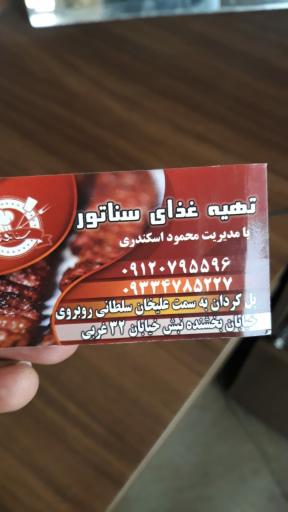 تهیه غذای سناتور
با مدیریت محمود اسکندری
۰۹۱۲۰۷۹۵۵۹۶
۰۹۳۳۴۷۸۵۲۲۷
پل گردان به سمت علیخان سلطانی روبروی
خیابان بخشنده نبش خیابان ۳۲ غربی